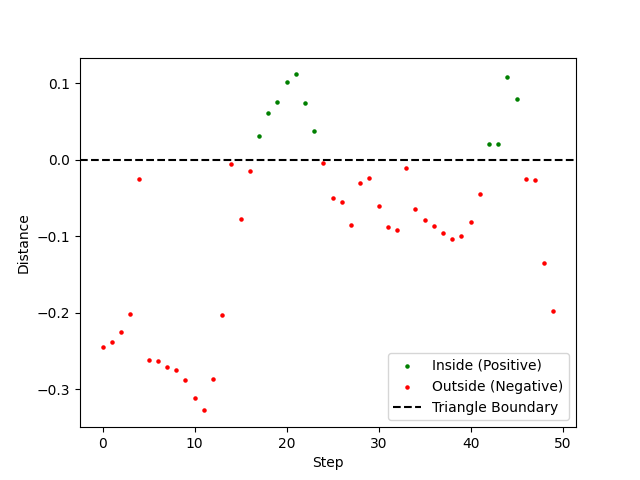 0.1
0.0
−0.1
−0.2
−0.3
Distance
0
10
20
30
40
50
Step
Inside (Positive)
Outside (Negative)
Triangle Boundary